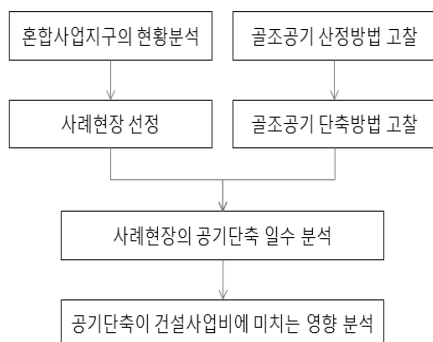 혼합사업지구의 현황분석
골조공기 산정방법 고찰
사례현장 선정
골조공기 단축방법 고찰
사례현장의 공기단축 일수 분석
공기단축이 건설사업비에 미치는 영향 분석